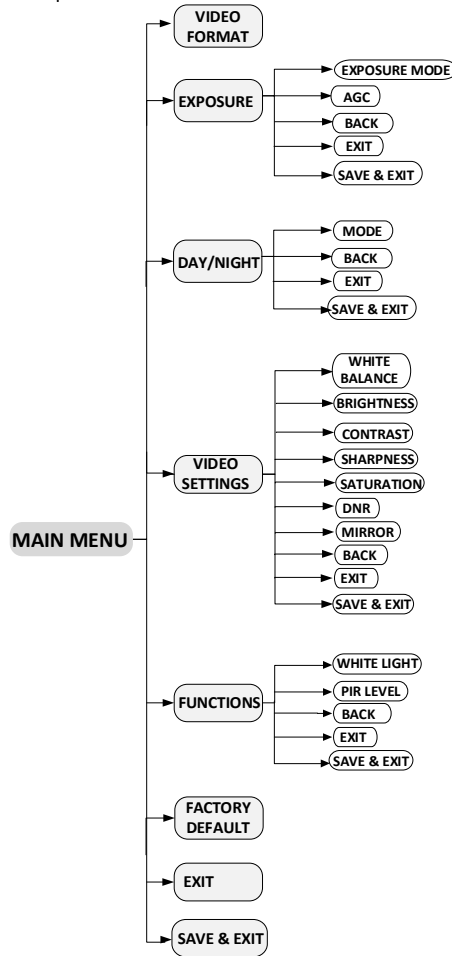 VIDEO
FORMAT
EXPOSURE
EXPOSURE MODE
AGC
BACK
EXIT
SAVE & EXIT
DAY/NIGHT
MODE
BACK
EXIT
SAVE & EXIT
VIDEO
SETTINGS
WHITE
BALANCE
BRIGHTNESS
CONTRAST
SHARPNESS
SATURATION
DNR
MIRROR
BACK
EXIT
SAVE & EXIT
MAIN MENU
FUNCTIONS
WHITE LIGHT
PIR LEVEL
BACK
EXIT
SAVE & EXIT
FACTORY
DEFAULT
EXIT
SAVE & EXIT